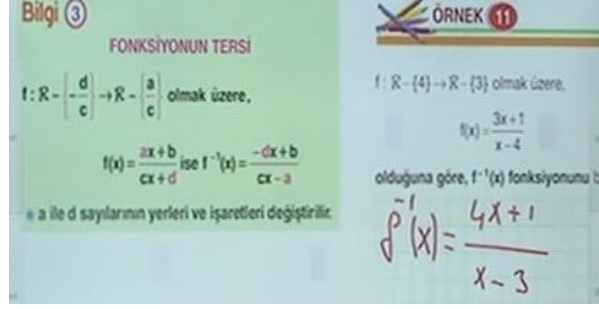 Bilgi 3
FONKSİYONUN TERSİ
f : R - {-d/c} → R - {a/c} olmak üzere,
f(x) = ax+b / cx+d ise f⁻¹(x) = -dx+b / cx-a
a ile d sayılarının yerleri ve işaretleri değiştirilir.
ÖRNEK 11
f : R - {4} → R - {3} olmak üzere,
f(x) = 3x+1 / x-4
olduğuna göre, f⁻¹(x) fonksiyonunu
f⁻¹(x) = 4x+1 / x-3